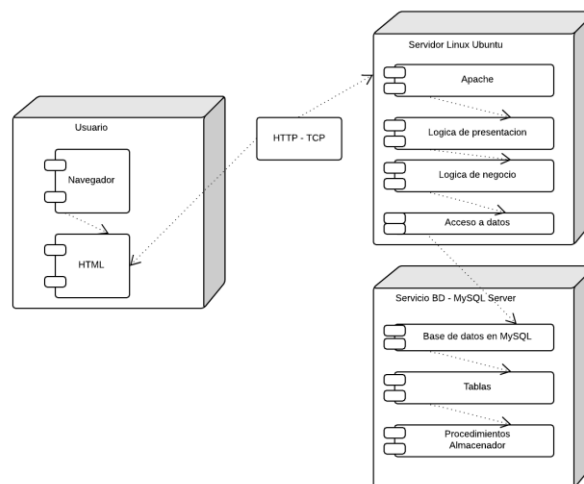 Usuario
Navegador
HTML
HTTP - TCP
Servidor Linux Ubuntu
Apache
Logica de presentacion
Logica de negocio
Acceso a datos
Servicio BD - MySQL Server
Base de datos en MySQL
Tablas
Procedimientos
Almacenador